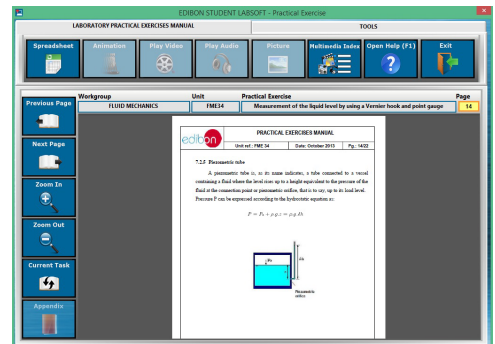 EDIBON STUDENT LABSOFT - Practical Exercise
LABORATORY PRACTICAL EXERCISES MANUAL
TOOLS
Spreadsheet
Animation
Play Video
Play Audio
Picture
Multimedia Index
Open Help (F1)
Exit
Workgroup
Unit
Practical Exercise
Page
FLUID MECHANICS
FME34
Measurement of the liquid level by using a Vernier hook and point gauge
14
Previous Page
Next Page
Zoom In
Zoom Out
Current Task
Appendix
edibon
PRACTICAL EXERCISES MANUAL
Unit ref.: FME 34
Date: October 2013
Pg.: 14/22
7.2.5 Piezometric tube
A piezometric tube is, as its name indicates, a tube connected to a vessel
containing a fluid where the level rises up to a height equivalent to the pressure of the
fluid at the connection point or piezometric orifice, that is to say, up to its load level.
Pressure P can be expressed according to the hydrostatic equation as:
Piezometric
orifice